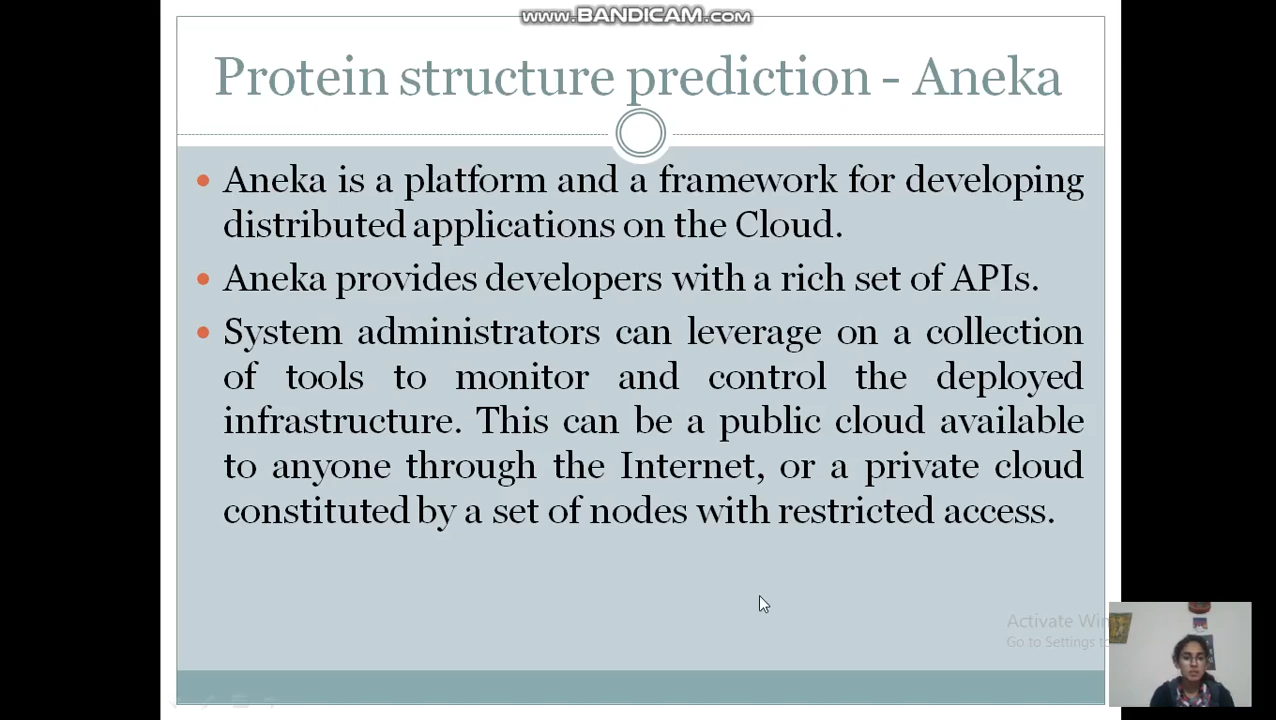 www.BANDICAM.com
Protein structure prediction - Aneka
• Aneka is a platform and a framework for developing
distributed applications on the Cloud.
• Aneka provides developers with a rich set of APIs.
• System administrators can leverage on a collection
of tools to monitor and control the deployed
infrastructure. This can be a public cloud available
to anyone through the Internet, or a private cloud
constituted by a set of nodes with restricted access.
Activate Win
Go to Settings t